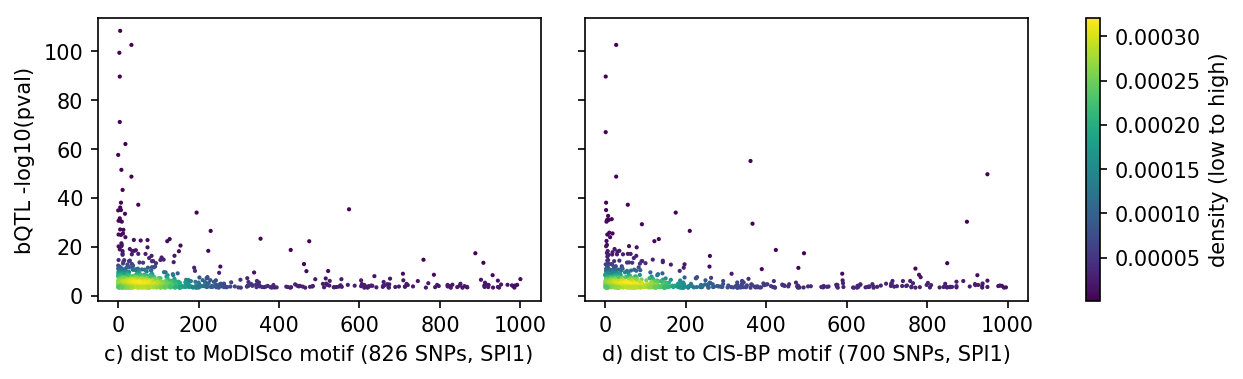 100
80
60
40
20
0
bQTL -log10(pval)
0 200 400 600 800 1000
c) dist to MoDISco motif (826 SNPs, SPI1)
0 200 400 600 800 1000
d) dist to CIS-BP motif (700 SNPs, SPI1)
0.00030
0.00025
0.00020
0.00015
0.00010
0.00005
density (low to high)